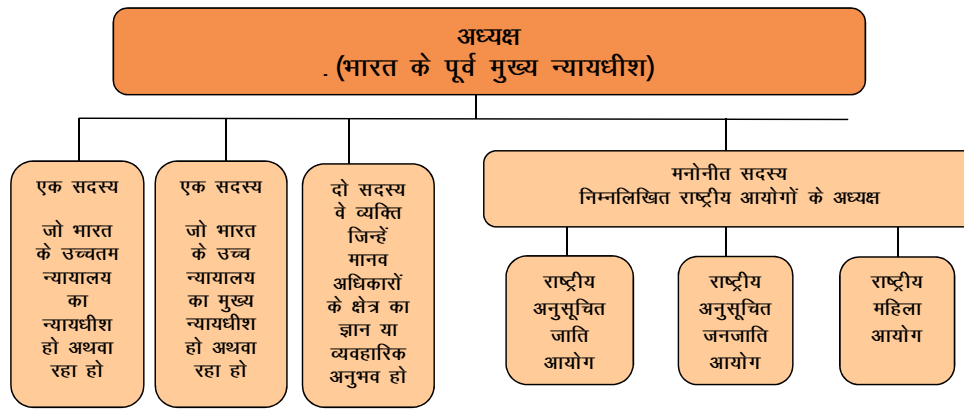 अध्यक्ष
. (भारत के पूर्व मुख्य न्यायधीश)
एक सदस्य
जो भारत
के उच्चतम
न्यायालय
का
न्यायधीश
हो अथवा
रहा हो
एक सदस्य
जो भारत
के उच्च
न्यायालय
का मुख्य
न्यायधीश
हो अथवा
रहा हो
दो सदस्य
वे व्यक्ति
जिन्हें
मानव
अधिकारों
के क्षेत्र का
ज्ञान या
व्यवहारिक
अनुभव हो
मनोनीत सदस्य
निम्नलिखित राष्ट्रीय आयोगों के अध्यक्ष
राष्ट्रीय
अनुसूचित
जाति
आयोग
राष्ट्रीय
अनुसूचित
जनजाति
आयोग
राष्ट्रीय
महिला
आयोग